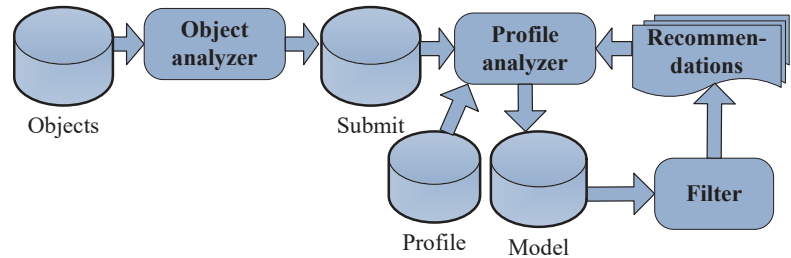 Object
analyzer
Profile
analyzer
Recommen-
dations
Objects
Submit
Filter
Profile
Model